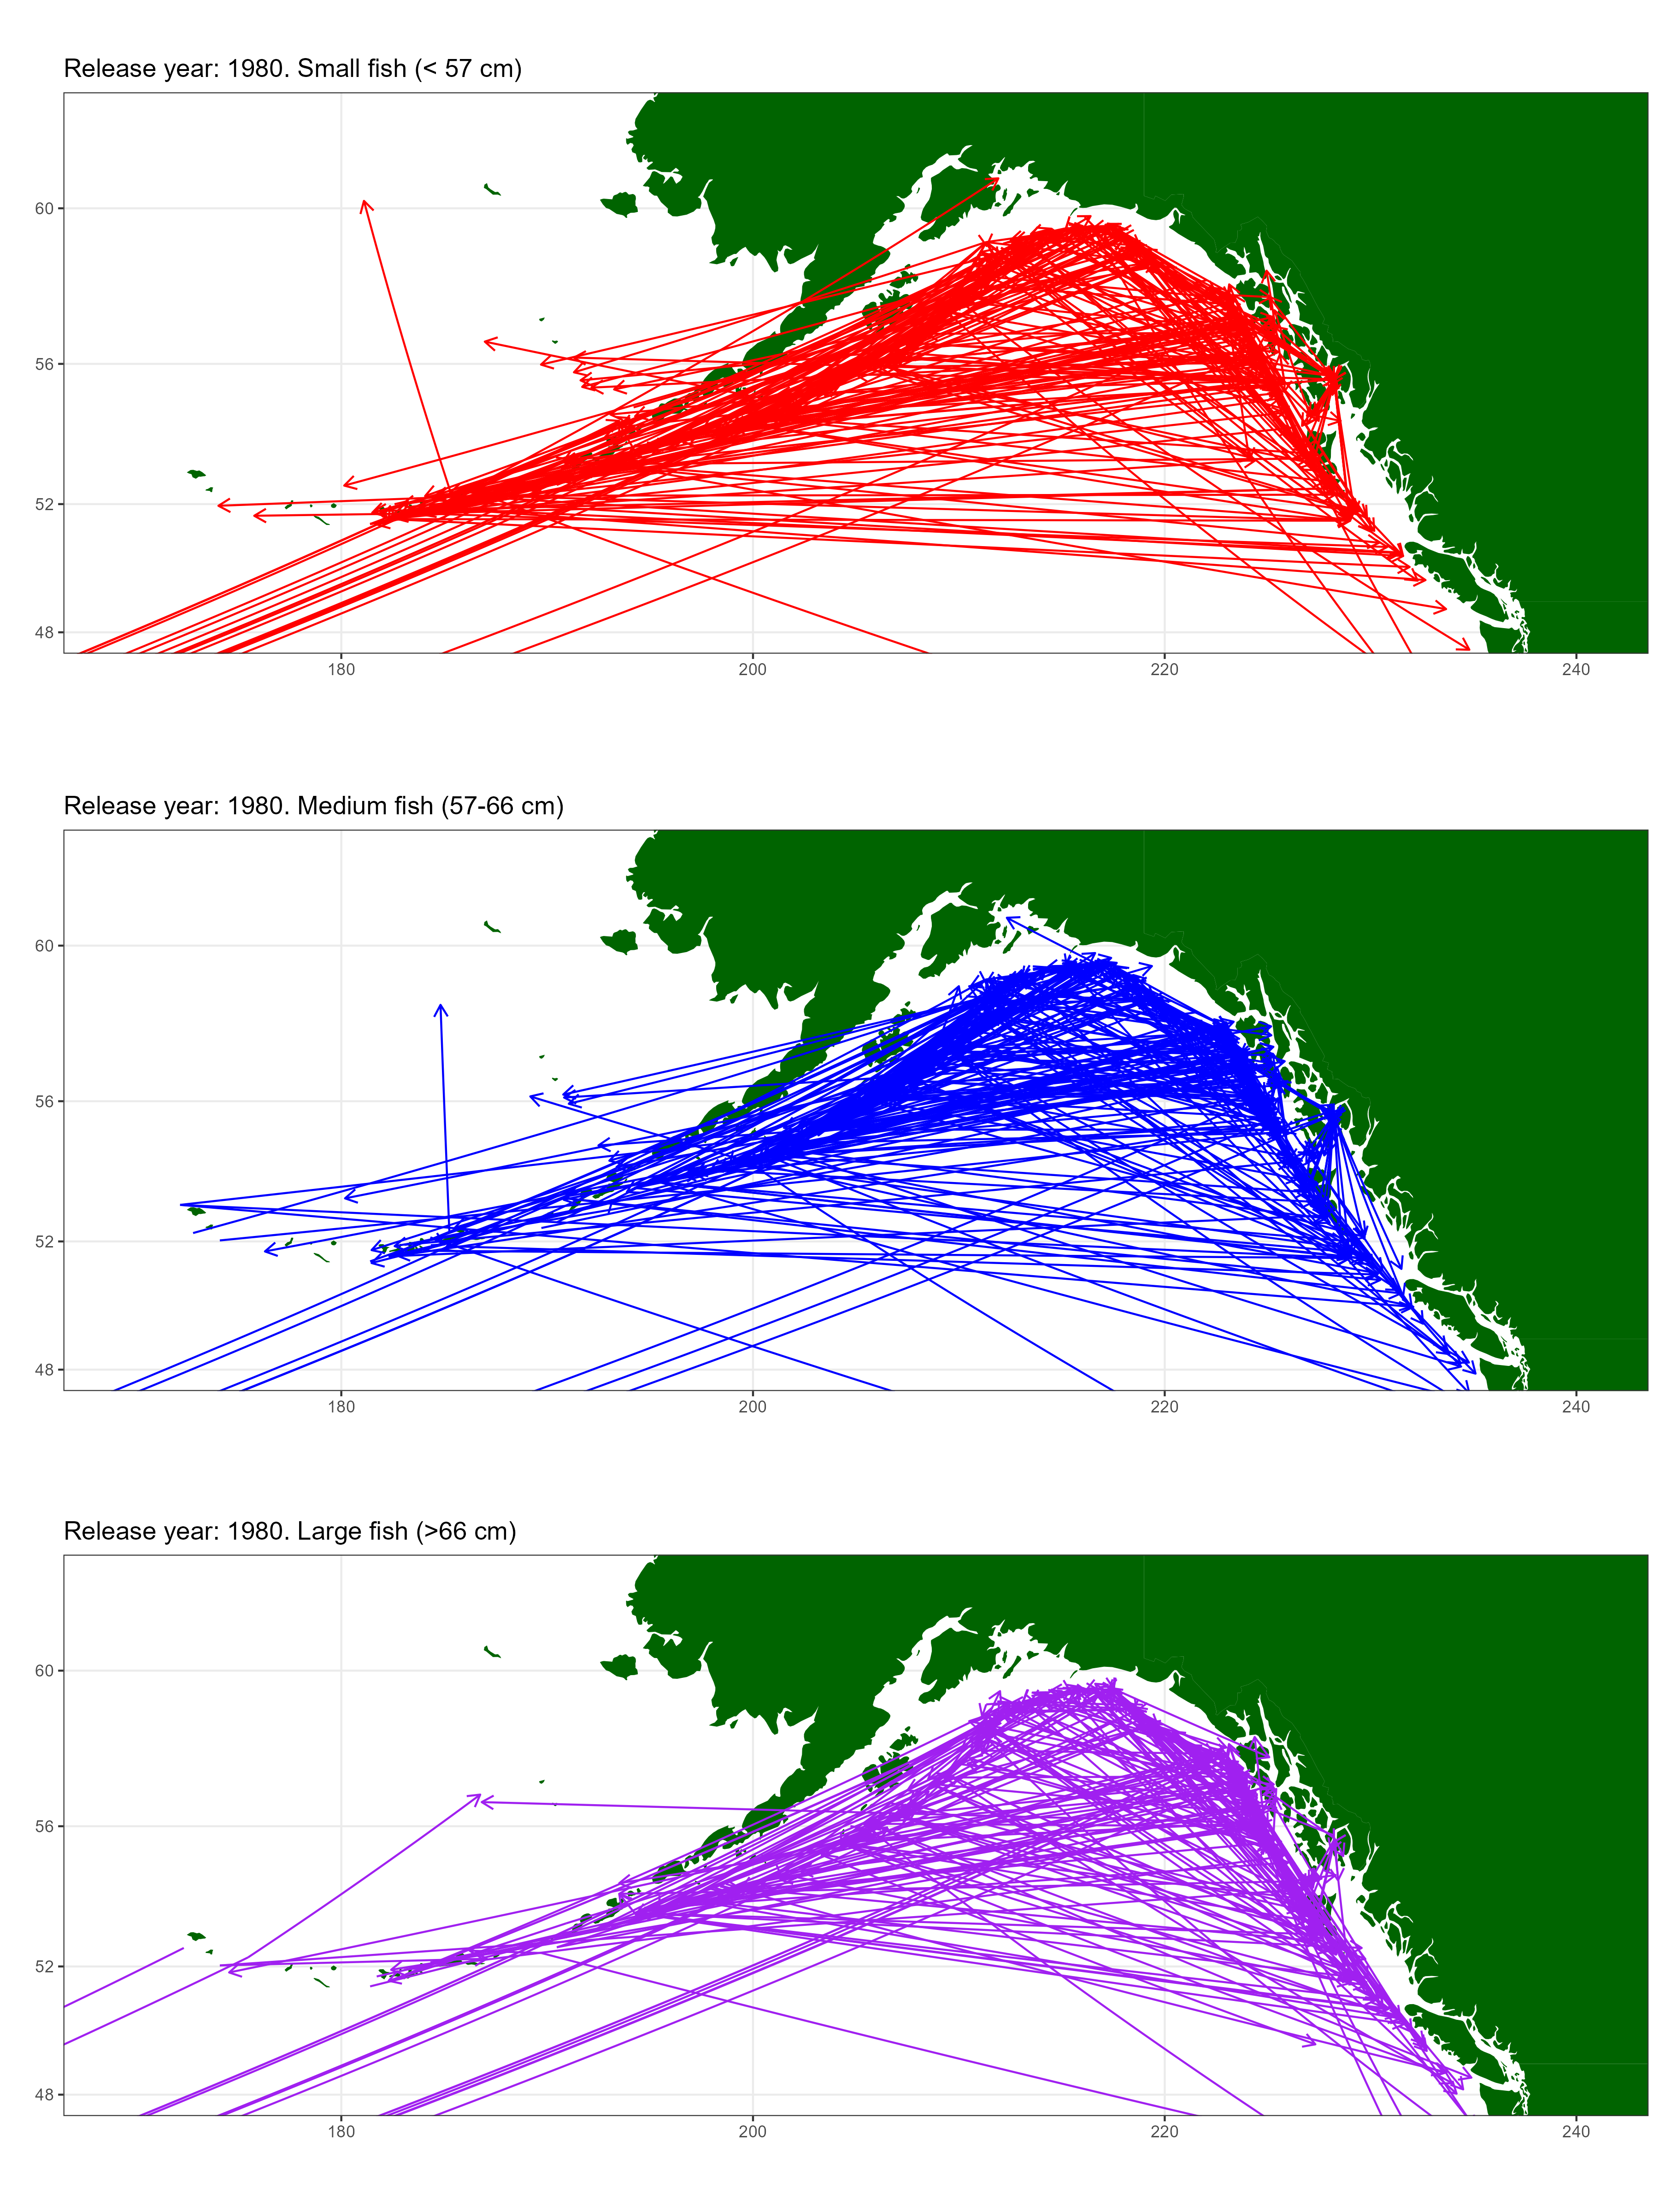 Release year: 1980. Small fish (< 57 cm)
60
56
52
48
180 200 220 240
Release year: 1980. Medium fish (57-66 cm)
60
56
52
48
180 200 220 240
Release year: 1980. Large fish (>66 cm)
60
56
52
48
180 200 220 240